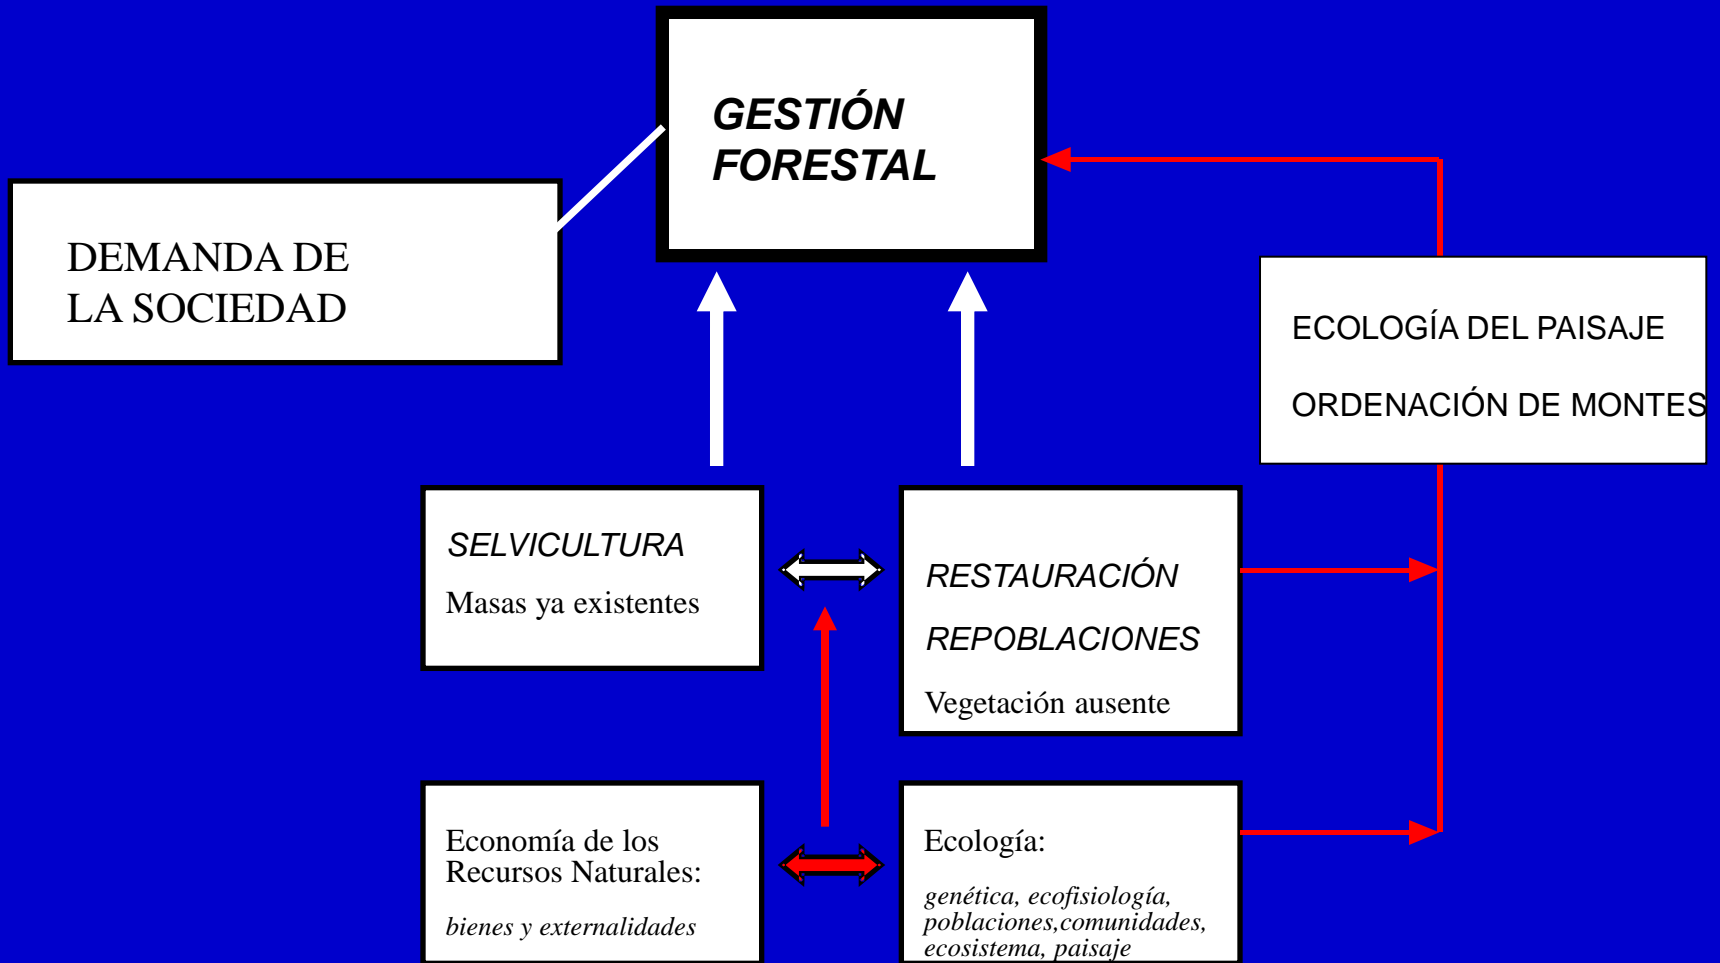 GESTIÓN
FORESTAL
DEMANDA DE
LA SOCIEDAD
ECOLOGÍA DEL PAISAJE
ORDENACIÓN DE MONTES
SELVICULTURA
Masas ya existentes
RESTAURACIÓN
REPOBLACIONES
Vegetación ausente
Economía de los
Recursos Naturales:
bienes y externalidades
Ecología:
genética, ecofisiología,
poblaciones,comunidades,
ecosistema, paisaje